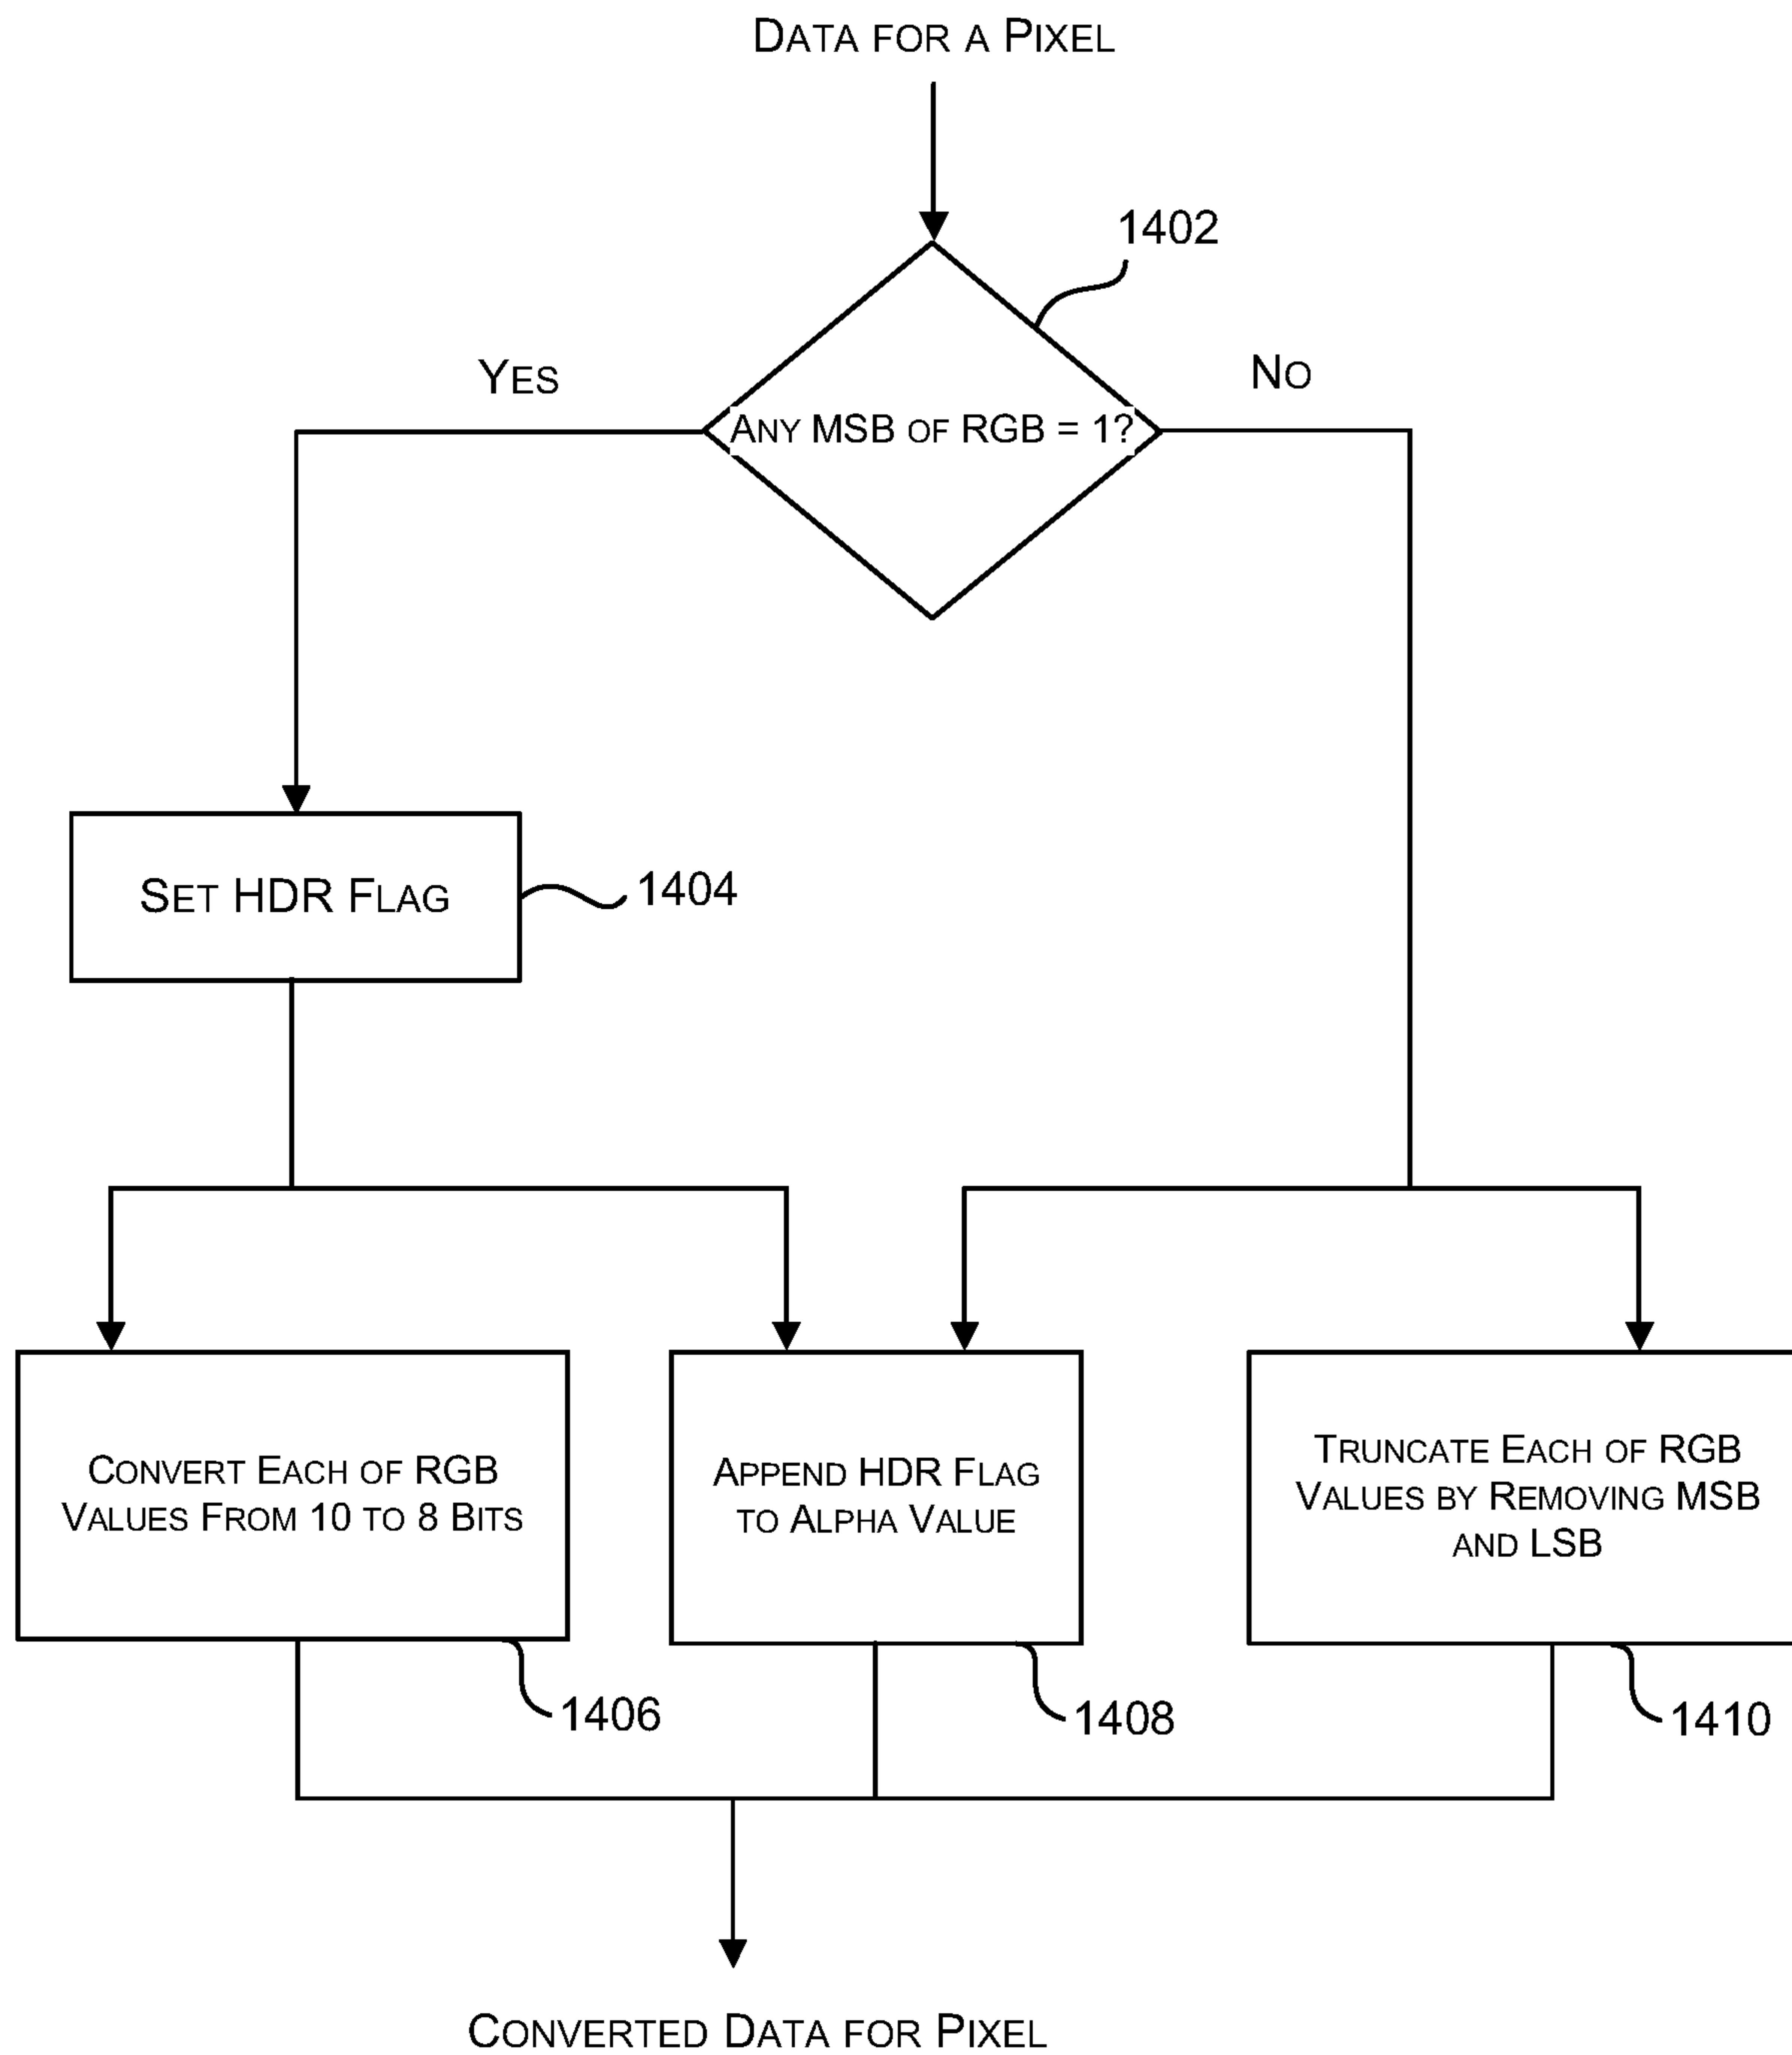 DATA FOR A PIXEL
1402
YES
NO
ANY MSB OF RGB = 1?
SET HDR FLAG
1404
CONVERT EACH OF RGB
VALUES FROM 10 TO 8 BITS
APPEND HDR FLAG
TO ALPHA VALUE
TRUNCATE EACH OF RGB
VALUES BY REMOVING MSB
AND LSB
1406
1408
1410
CONVERTED DATA FOR PIXEL